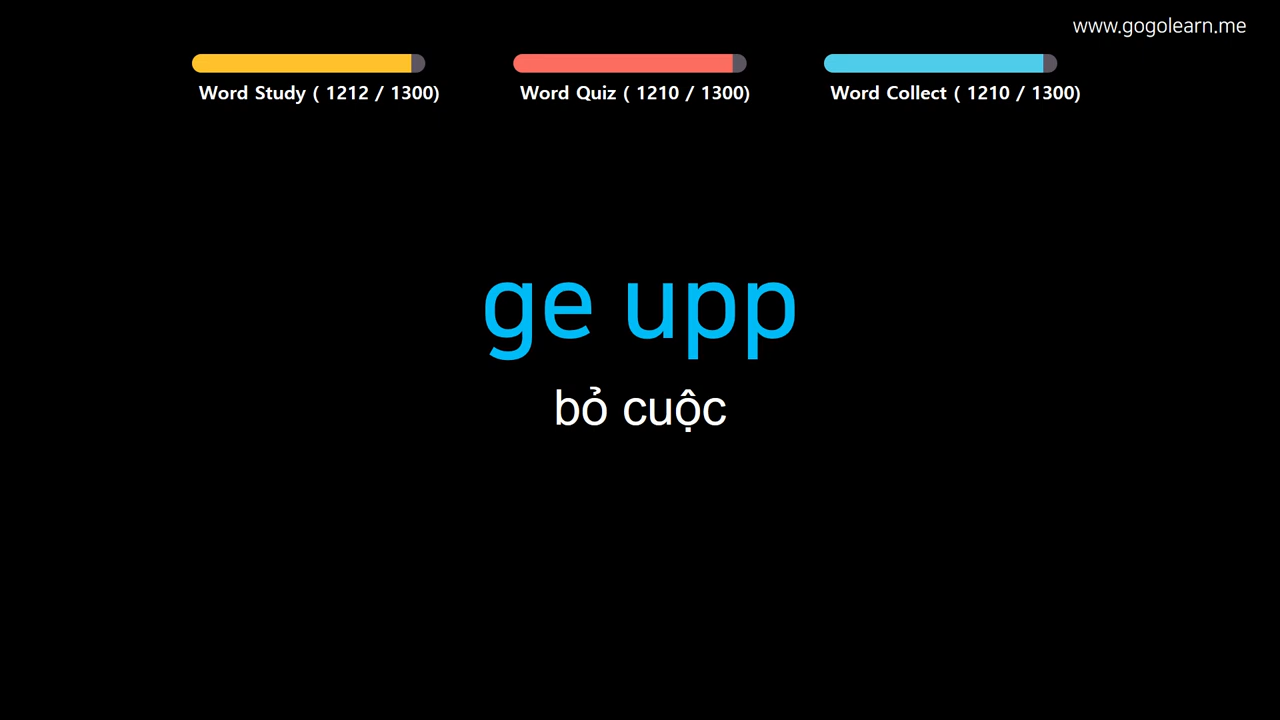 www.gogolearn.me
Word Study ( 1212 / 1300)
Word Quiz ( 1210 / 1300)
Word Collect ( 1210 / 1300)
ge upp
bỏ cuộc